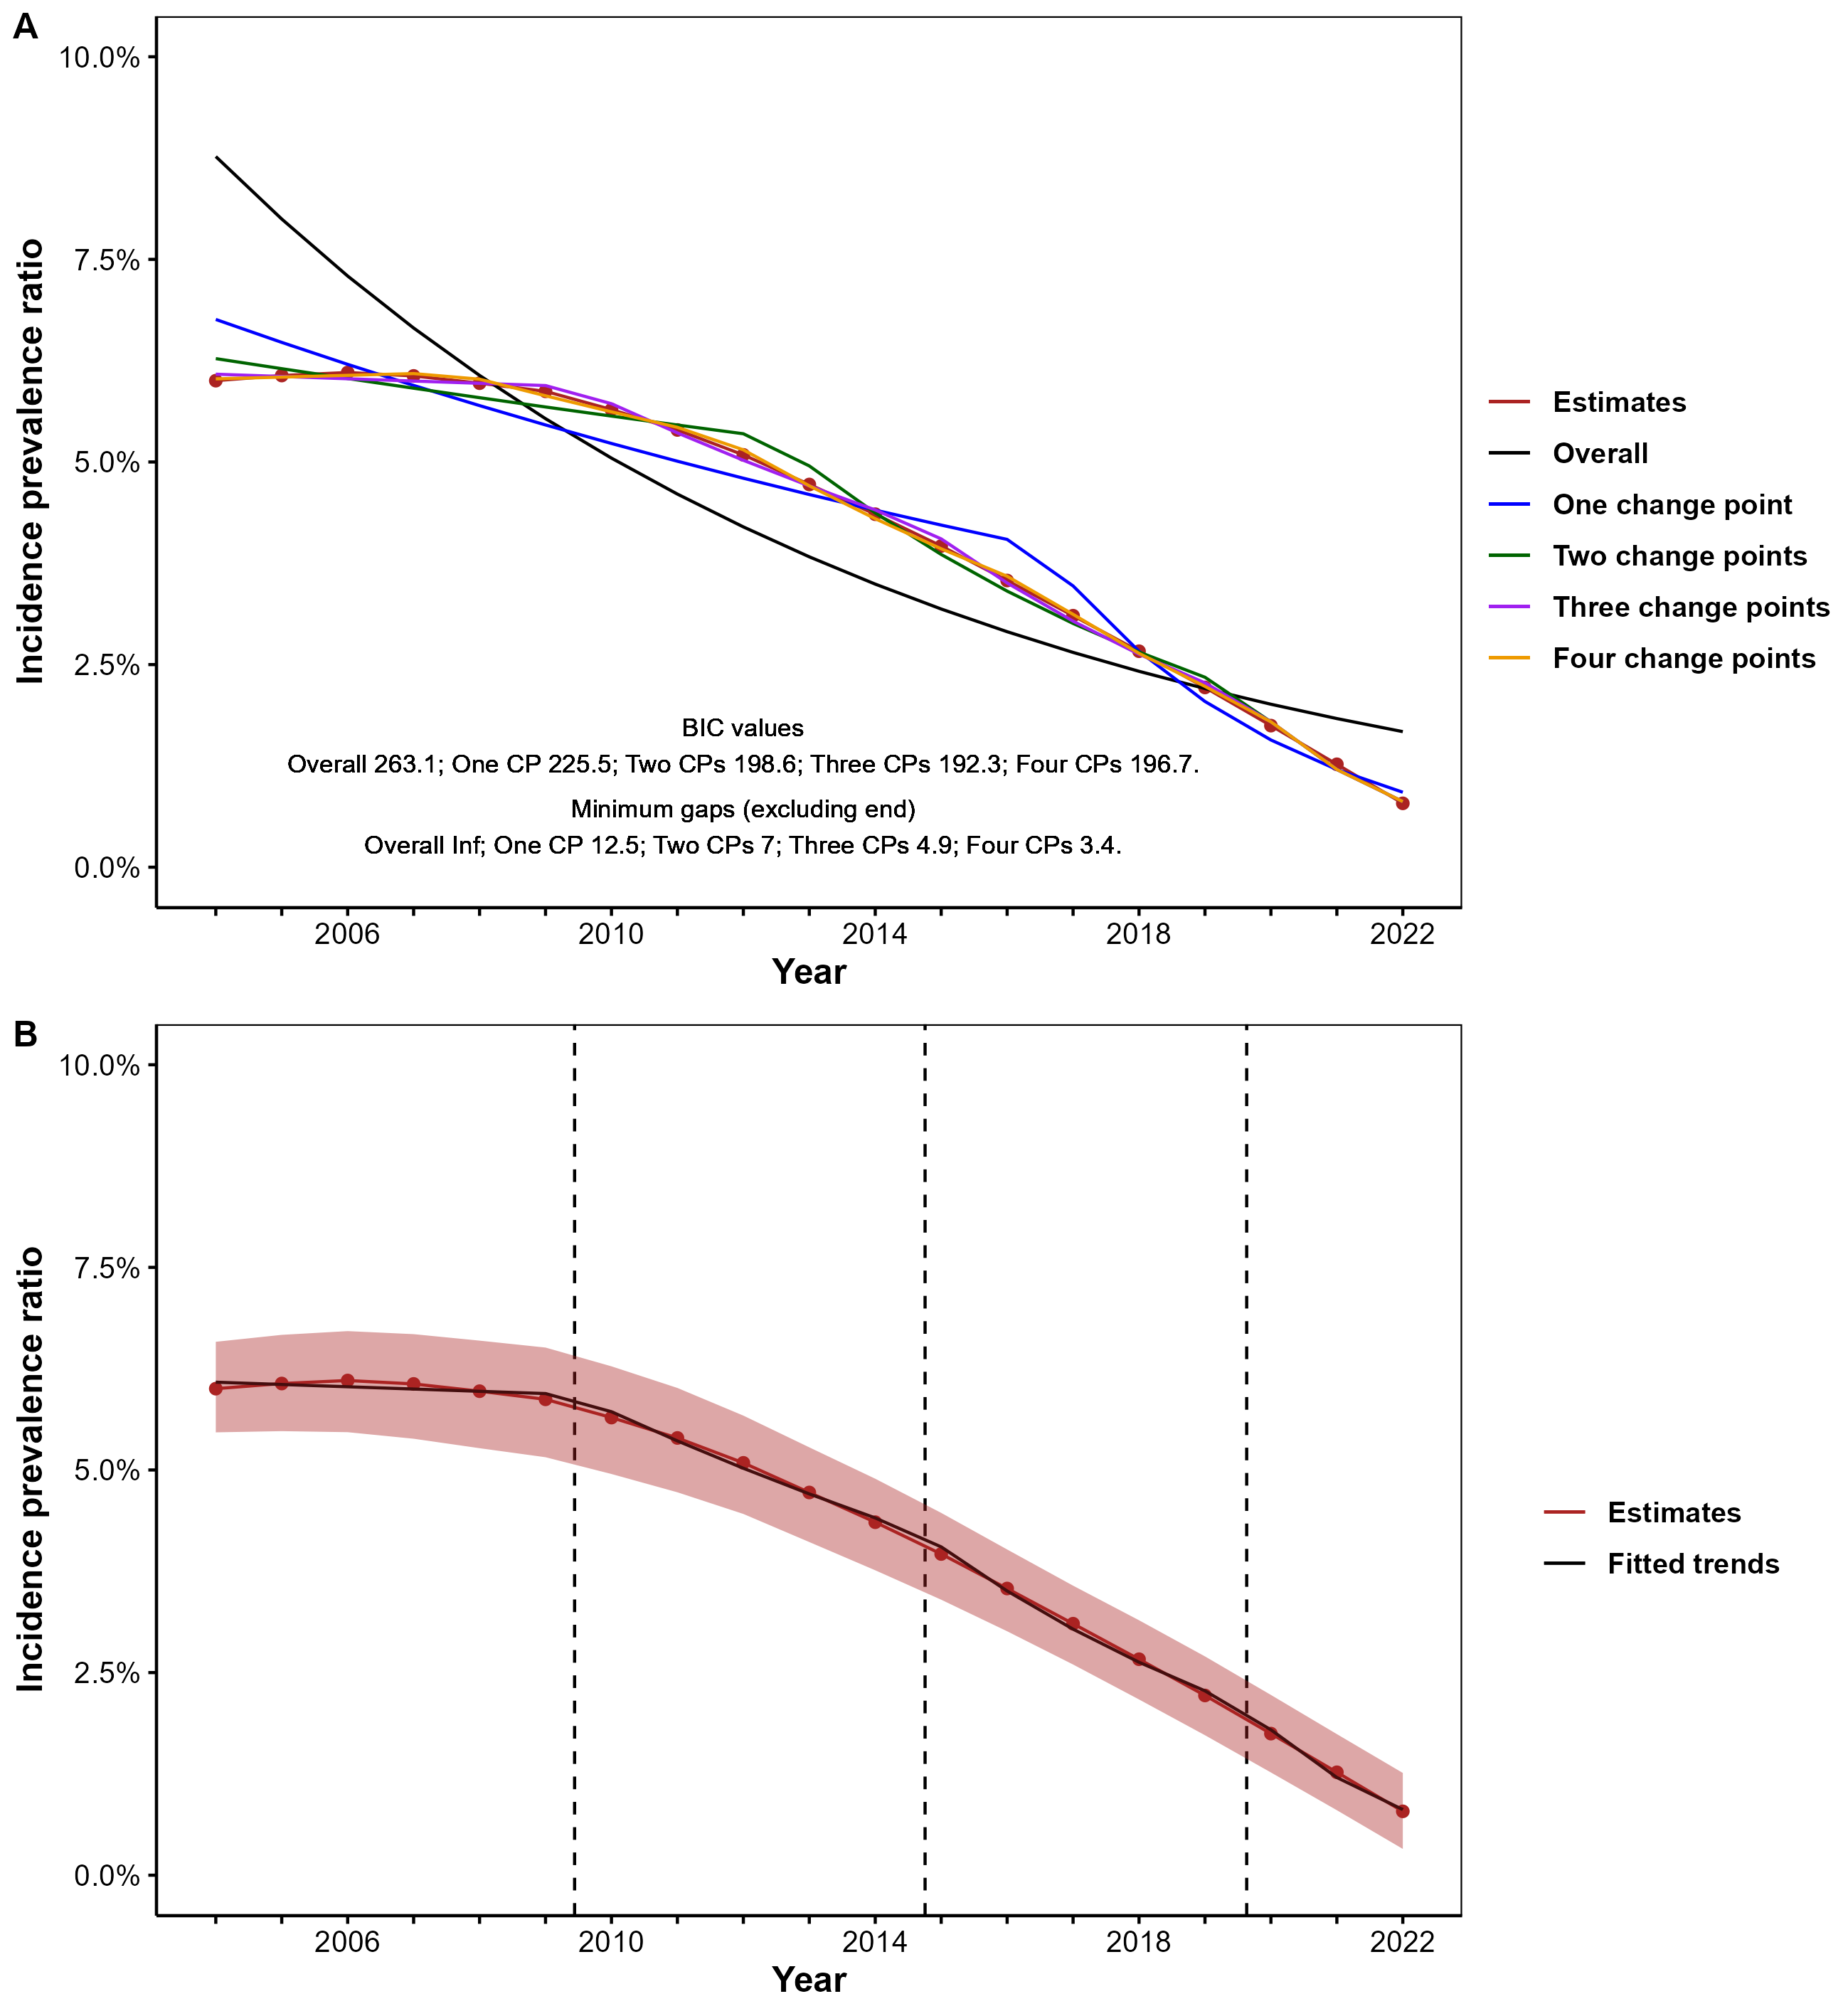 A
10.0%
7.5%
5.0%
2.5%
0.0%
Incidence prevalence ratio
BIC values
Overall 263.1; One CP 225.5; Two CPs 198.6; Three CPs 192.3; Four CPs 196.7.
Minimum gaps (excluding end)
Overall Inf; One CP 12.5; Two CPs 7; Three CPs 4.9; Four CPs 3.4.
2006 2010 2014 2018 2022
Year
Estimates
Overall
One change point
Two change points
Three change points
Four change points
B
10.0%
7.5%
5.0%
2.5%
0.0%
Incidence prevalence ratio
2006 2010 2014 2018 2022
Year
Estimates
Fitted trends